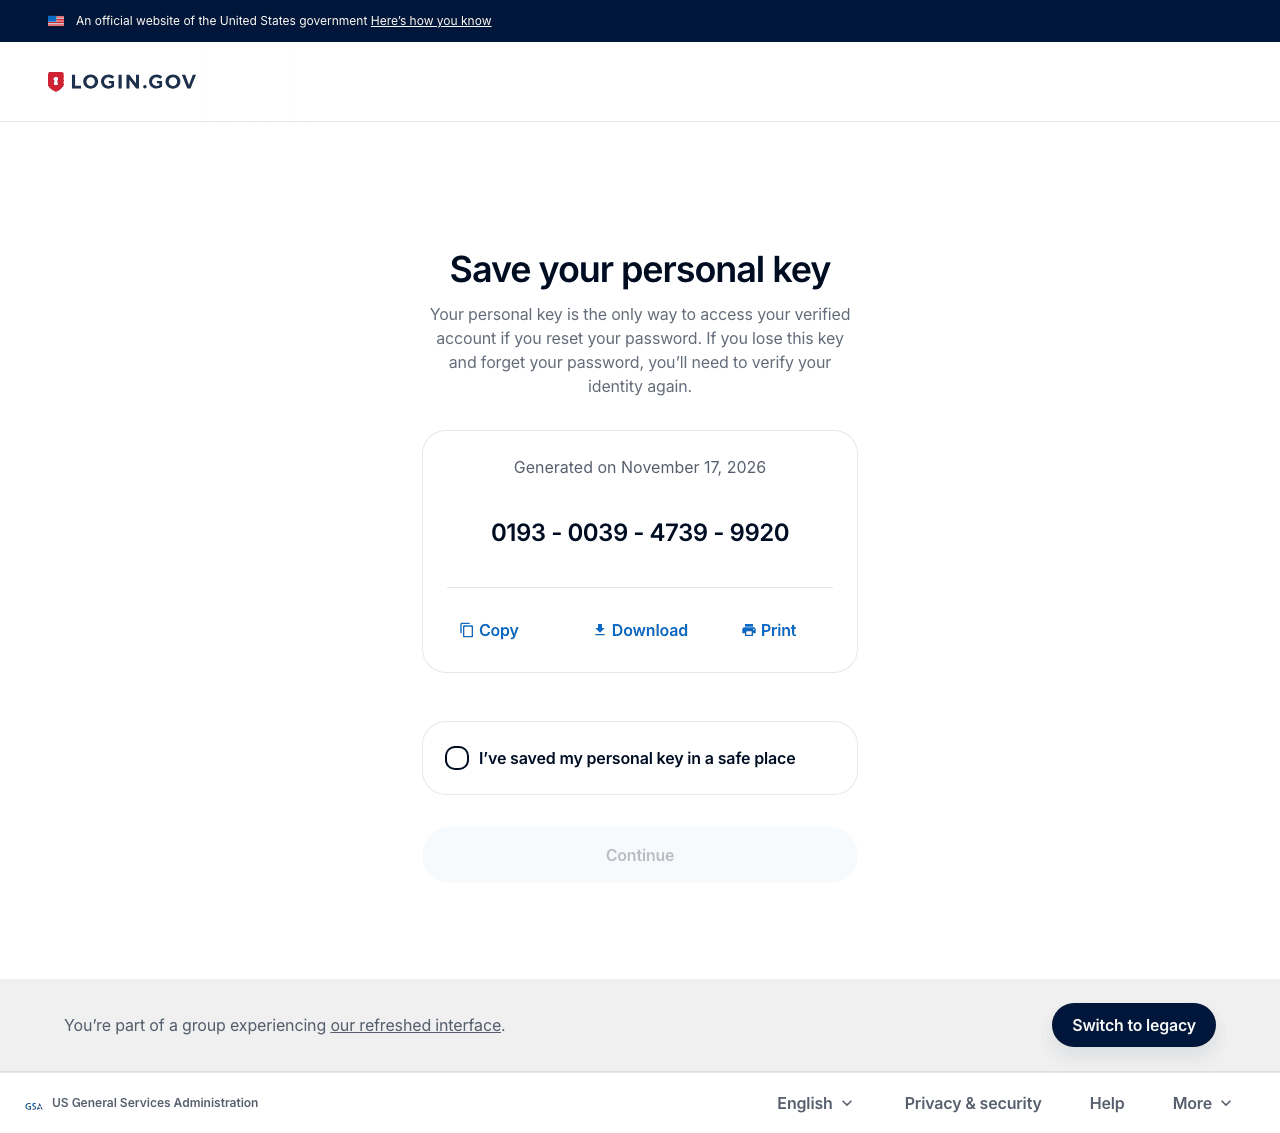 An official website of the United States government Here’s how you know
LOGIN.GOV
Save your personal key
Your personal key is the only way to access your verified
account if you reset your password. If you lose this key
and forget your password, you’ll need to verify your
identity again.
Generated on November 17, 2026
0193 - 0039 - 4739 - 9920
Copy Download Print
I’ve saved my personal key in a safe place
Continue
You’re part of a group experiencing our refreshed interface. Switch to legacy
GSA US General Services Administration English Privacy & security Help More